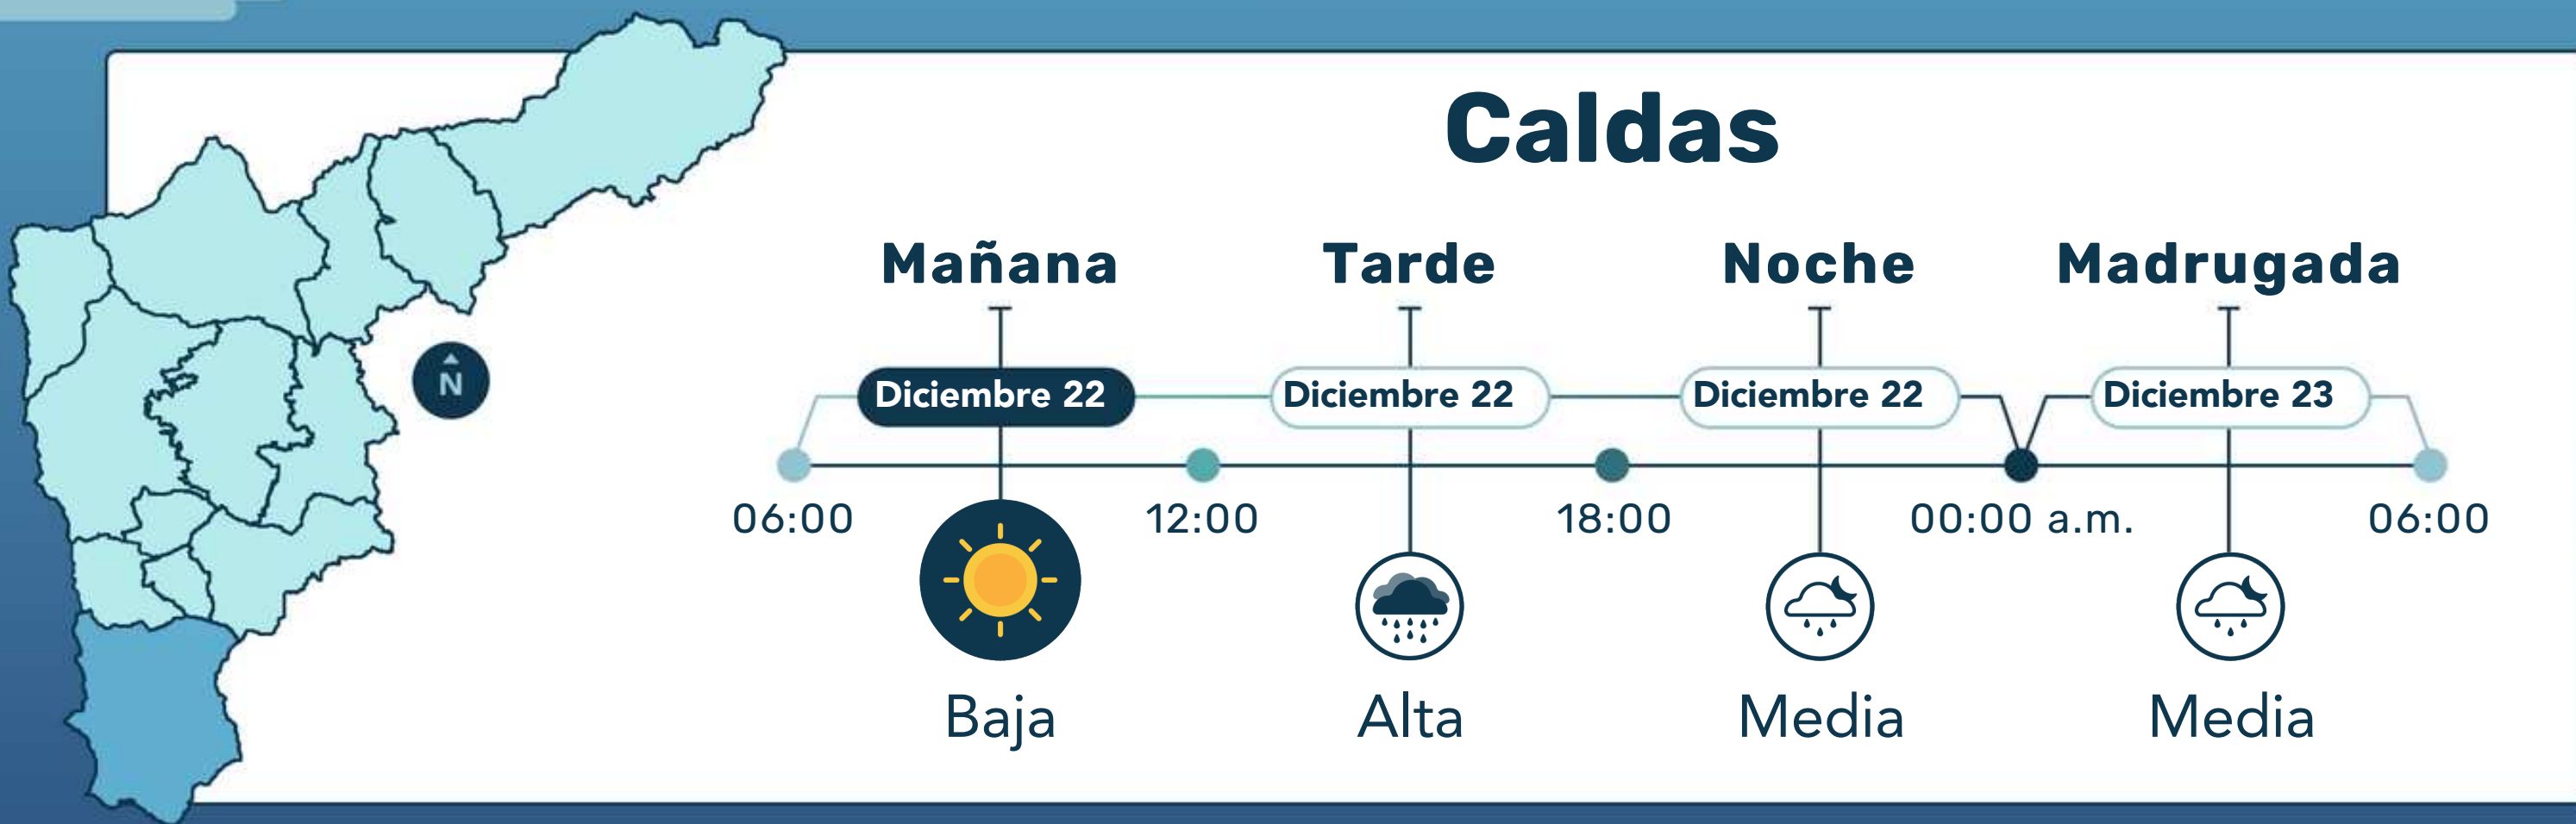 Caldas
Mañana Tarde Noche Madrugada
Diciembre 22 Diciembre 22 Diciembre 22 Diciembre 23
N
06:00 12:00 18:00 00:00 a.m. 06:00
Baja Alta Media Media